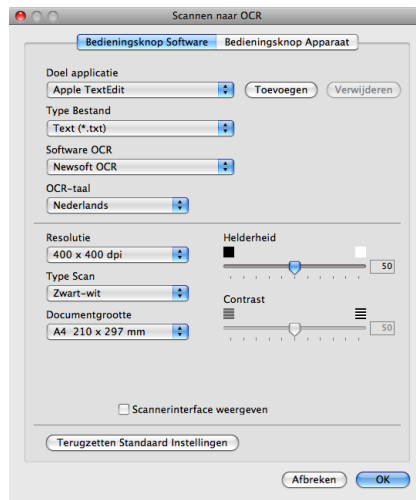 Scannen naar OCR
Bedieningsknop Software Bedieningsknop Apparaat
Doel applicatie
Apple TextEdit Toevoegen Verwijderen
Type Bestand
Text (*.txt)
Software OCR
Newsoft OCR
OCR-taal
Nederlands
Resolutie Helderheid
400 x 400 dpi 50
Type Scan
Zwart-wit
Contrast
Documentgrootte
A4 210 x 297 mm 50
Scannerinterface weergeven
Terugzetten Standaard Instellingen
Afbreken OK